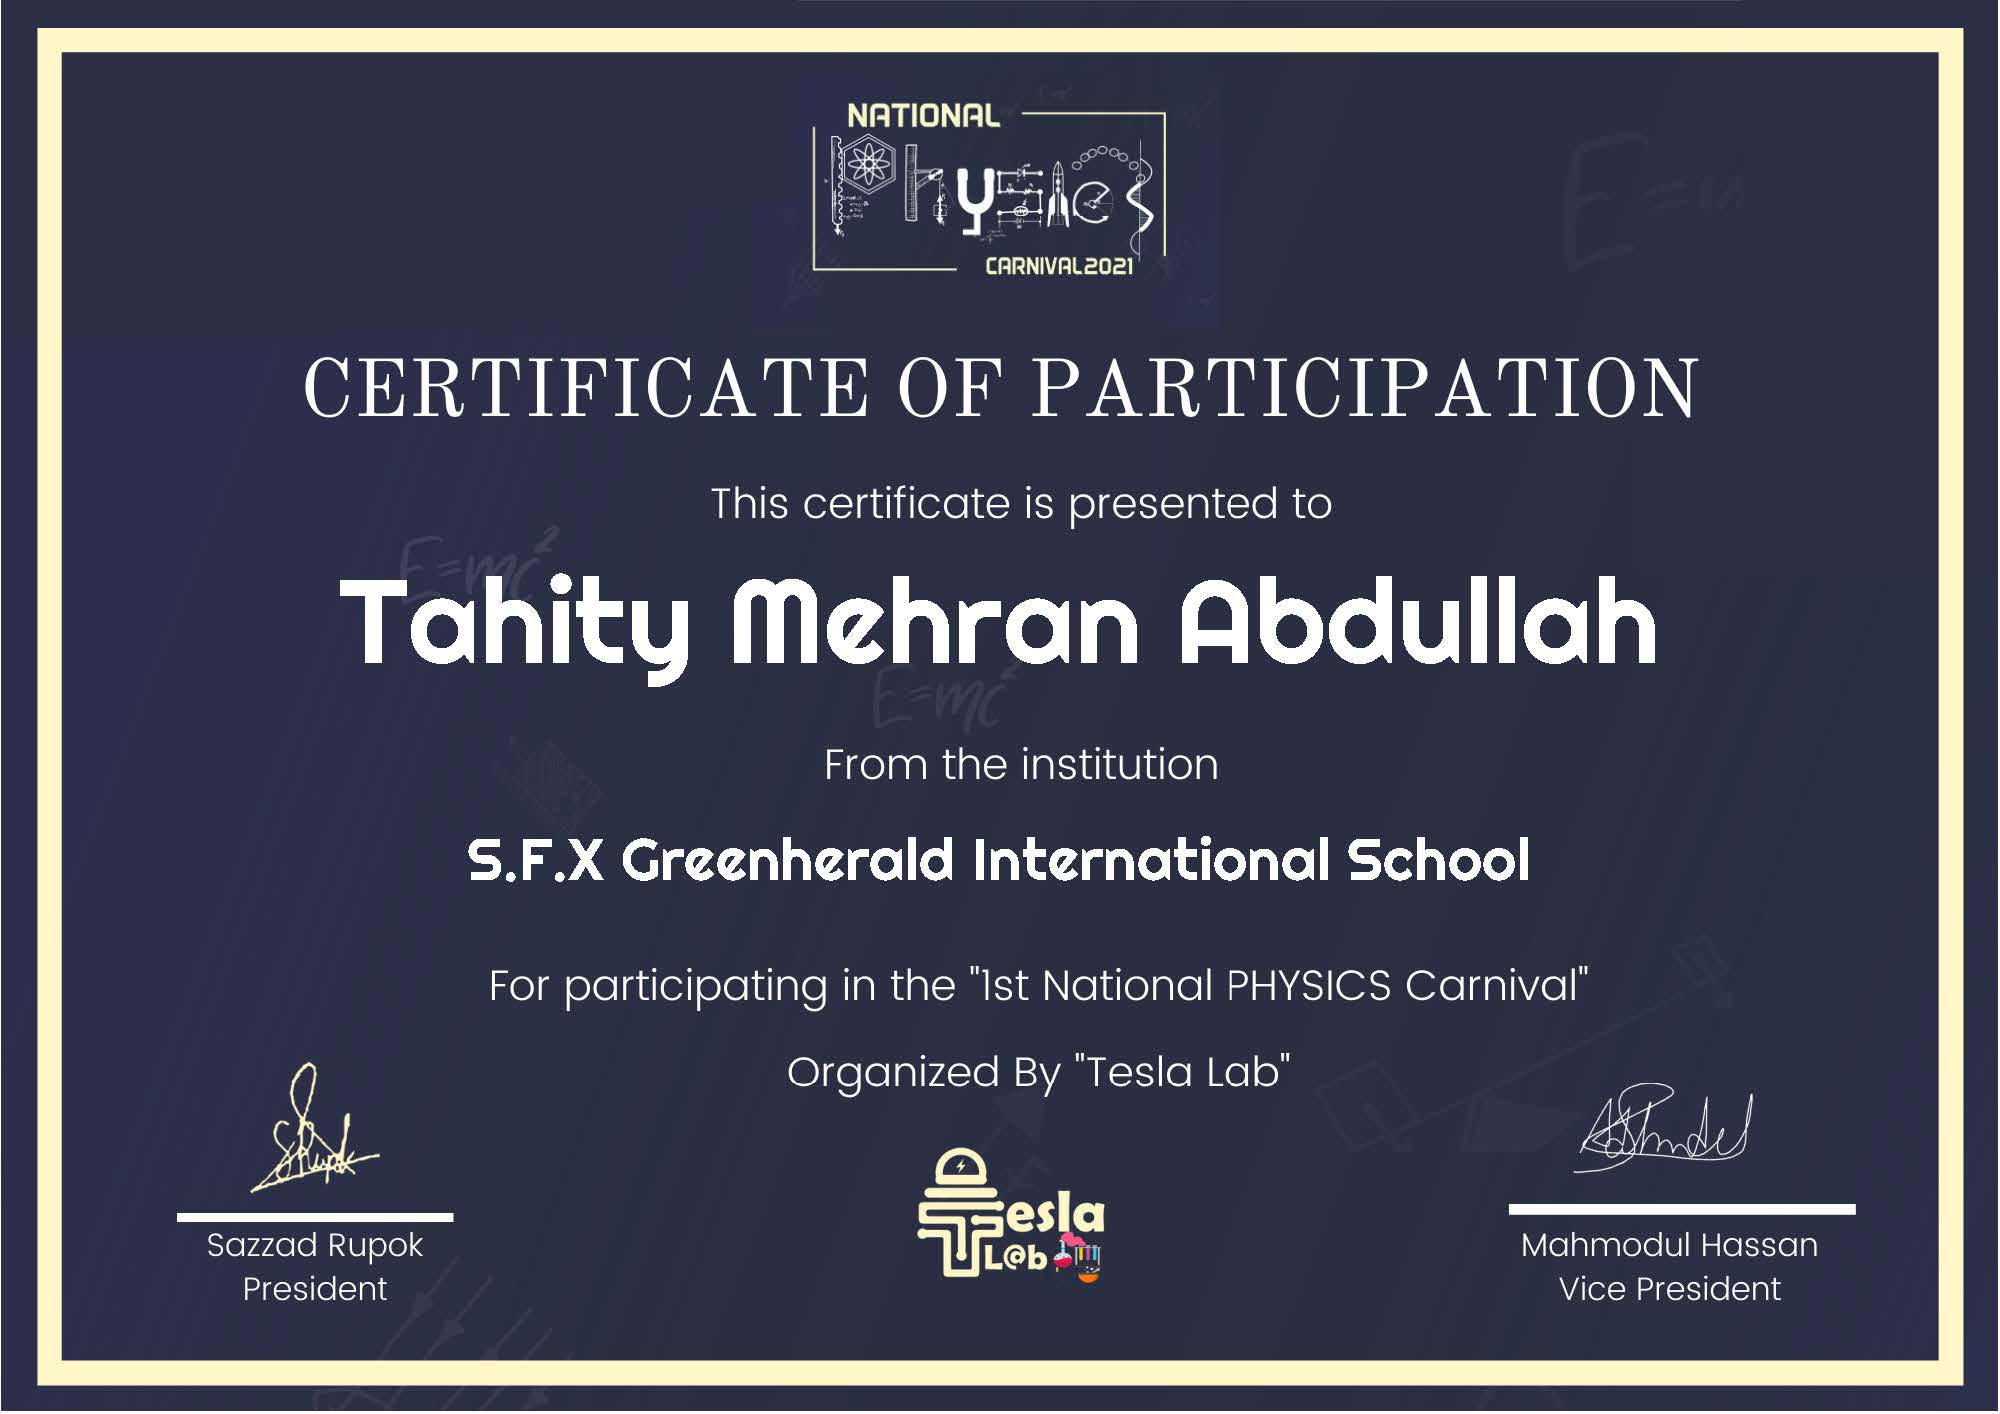 NATIONAL
Physics
CARNIVAL2021
CERTIFICATE OF PARTICIPATION
This certificate is presented to
E=mc²
Tahity Mehran Abdullah
E=mc²
From the institution
S.F.X Greenherald International School
For participating in the "1st National PHYSICS Carnival"
Organized By "Tesla Lab"
Tesla
L@b
Sazzad Rupok
President
Mahmodul Hassan
Vice President